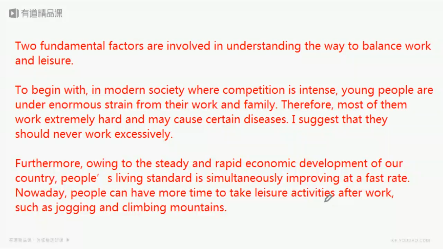 有道精品课
Two fundamental factors are involved in understanding the way to balance work
and leisure.
To begin with, in modern society where competition is intense, young people are
under enormous strain from their work and family. Therefore, most of them
work extremely hard and may cause certain diseases. I suggest that they
should never work excessively.
Furthermore, owing to the steady and rapid economic development of our
country, people’s living standard is simultaneously improving at a fast rate.
Nowaday, people can have more time to take leisure activities after work,
such as jogging and climbing mountains.